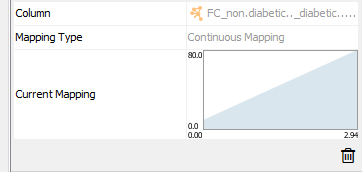 Column FC_non.diabetic.._diabetic.....
Mapping Type Continuous Mapping
80.0
Current Mapping
0.0
0.00 2.94